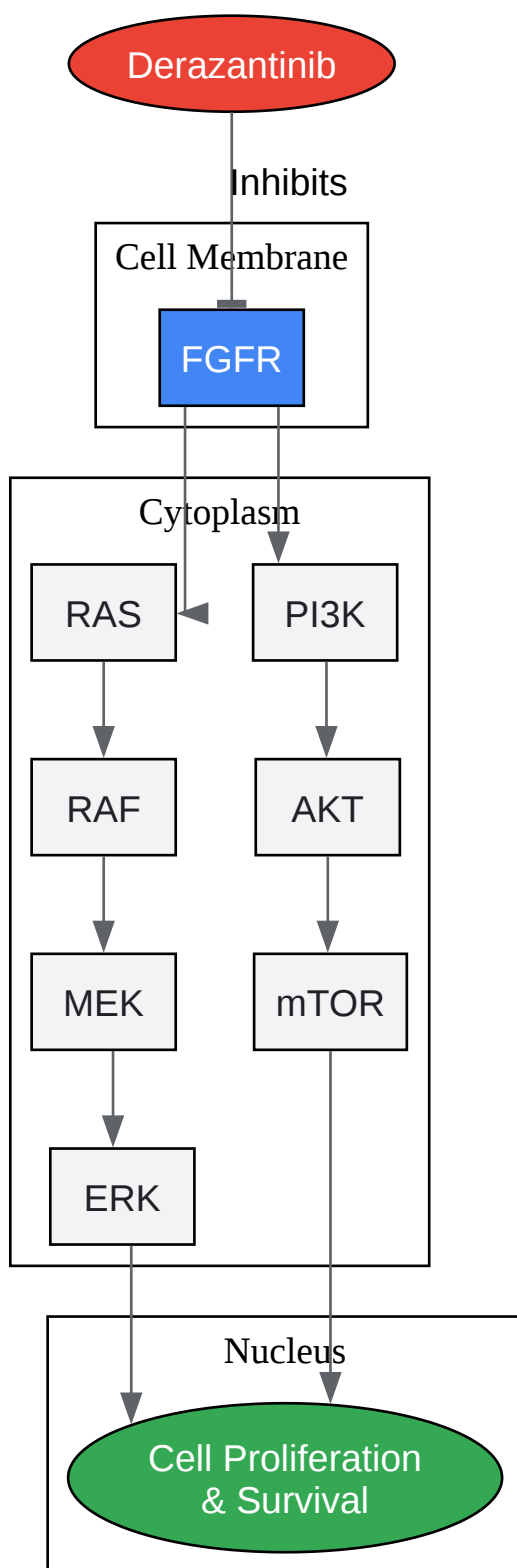 Derazantinib
Inhibits
Cell Membrane
FGFR
Cytoplasm
RAS
PI3K
RAF
AKT
MEK
mTOR
ERK
Nucleus
Cell Proliferation
& Survival